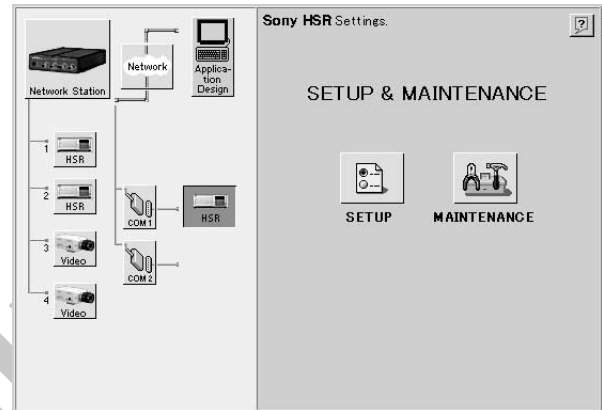 Sony HSR Settings.
?
Network Station
Network
Applica-
tion
Design
SETUP & MAINTENANCE
1
HSR
2
HSR
3
Video
4
Video
COM 1
HSR
COM 2
SETUP
MAINTENANCE